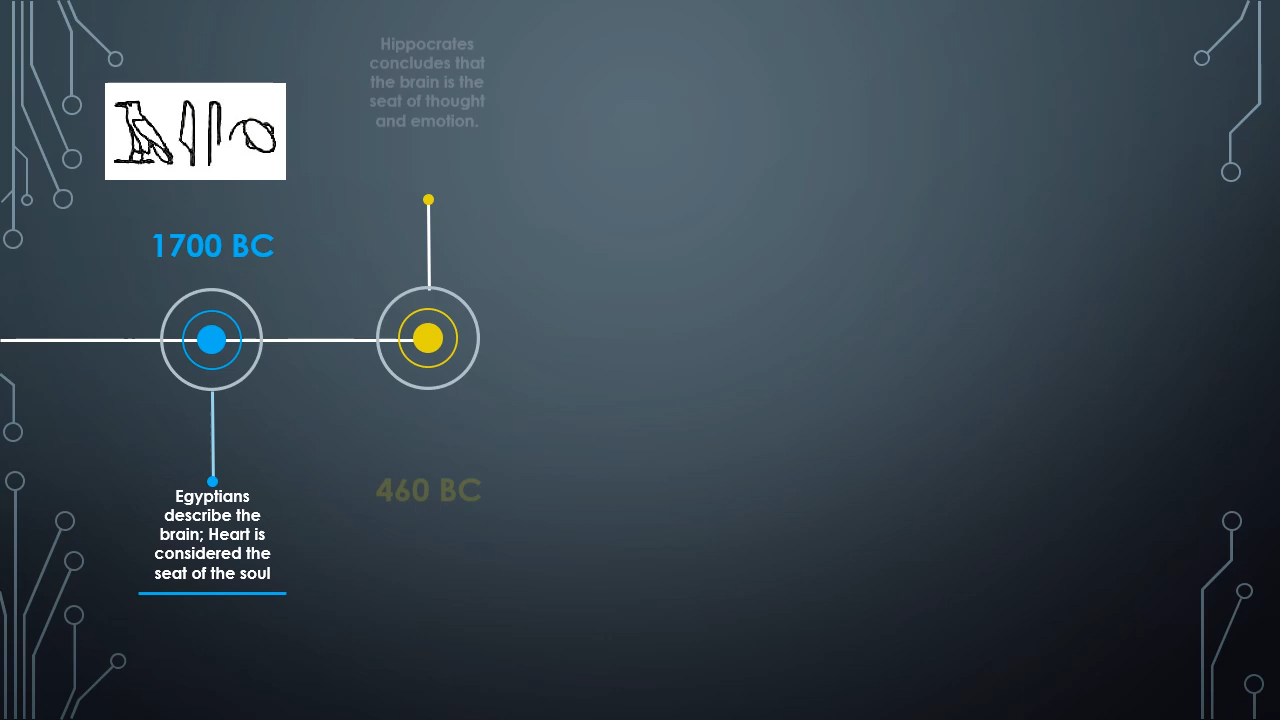 Hippocrates
concludes that
the brain is the
seat of thought
and emotion.
1700 BC
460 BC
Egyptians
describe the
brain; Heart is
considered the
seat of the soul